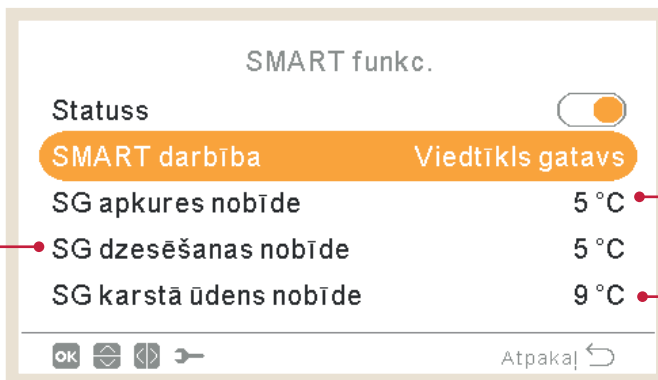 SMART funkc.
Statuss
SMART darbība Viedtīkls gatavs
SG apkures nobīde 5 °C
SG dzesēšanas nobīde 5 °C
SG karstā ūdens nobīde 9 °C
OK Atpakaļ